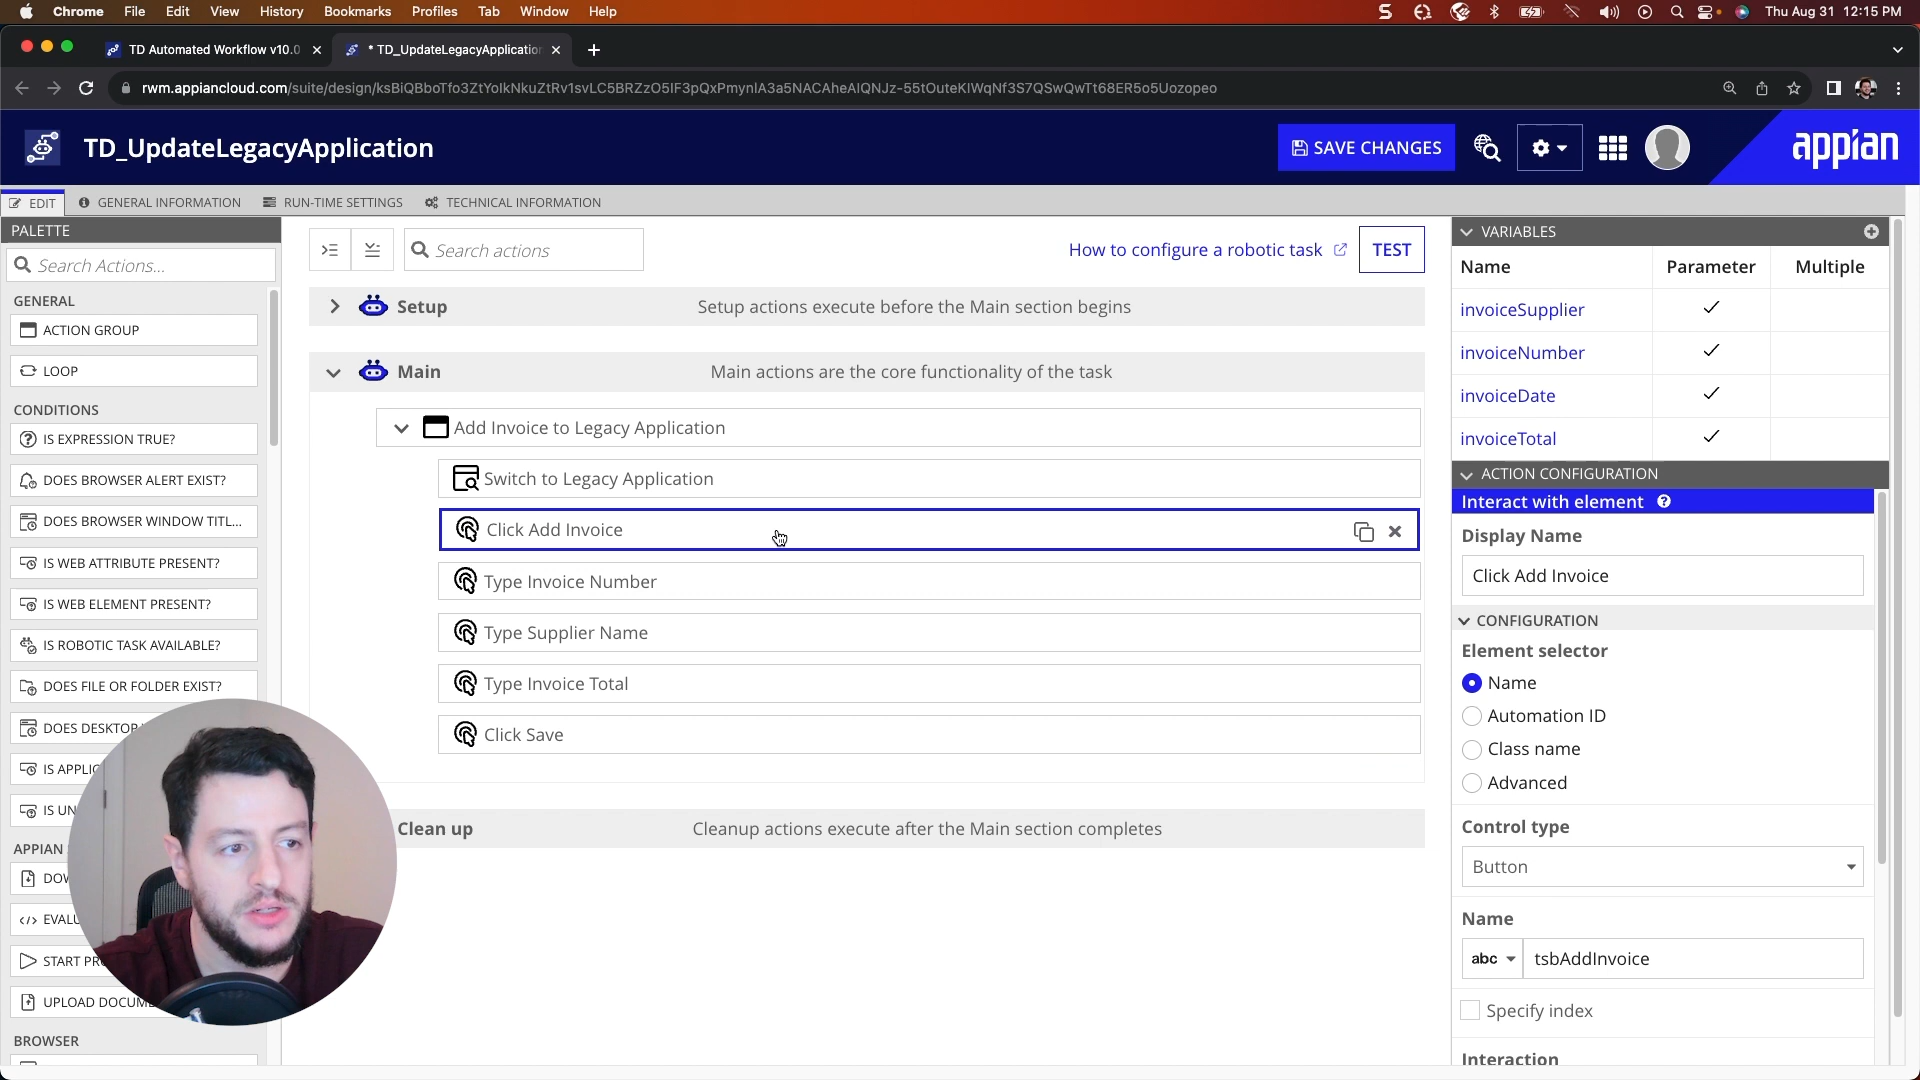 Chrome File Edit View History Bookmarks Profiles Tab Window Help Thu Aug 31 12:15 PM
TD Automated Workflow v10.0
* TD_UpdateLegacyApplication
rwm.appiancloud.com/suite/design/
TD_UpdateLegacyApplication
SAVE CHANGES
appian
EDIT GENERAL INFORMATION RUN-TIME SETTINGS TECHNICAL INFORMATION
PALETTE
Search Actions...
GENERAL
ACTION GROUP
LOOP
CONDITIONS
IS EXPRESSION TRUE?
DOES BROWSER ALERT EXIST?
DOES BROWSER WINDOW TITL...
IS WEB ATTRIBUTE PRESENT?
IS WEB ELEMENT PRESENT?
IS ROBOTIC TASK AVAILABLE?
DOES FILE OR FOLDER EXIST?
DOES DESKTOP
IS
IS
APPIAN
START
UPLOAD
BROWSER
Search actions
How to configure a robotic task
TEST
Setup Setup actions execute before the Main section begins
Main Main actions are the core functionality of the task
Add Invoice to Legacy Application
Switch to Legacy Application
Click Add Invoice
Type Invoice Number
Type Supplier Name
Type Invoice Total
Click Save
Clean up Cleanup actions execute after the Main section completes
VARIABLES
Name Parameter Multiple
invoiceSupplier
invoiceNumber
invoiceDate
invoiceTotal
ACTION CONFIGURATION
Interact with element
Display Name
Click Add Invoice
CONFIGURATION
Element selector
Name
Automation ID
Class name
Advanced
Control type
Button
Name
abc tsbAddInvoice
Specify index
Interaction